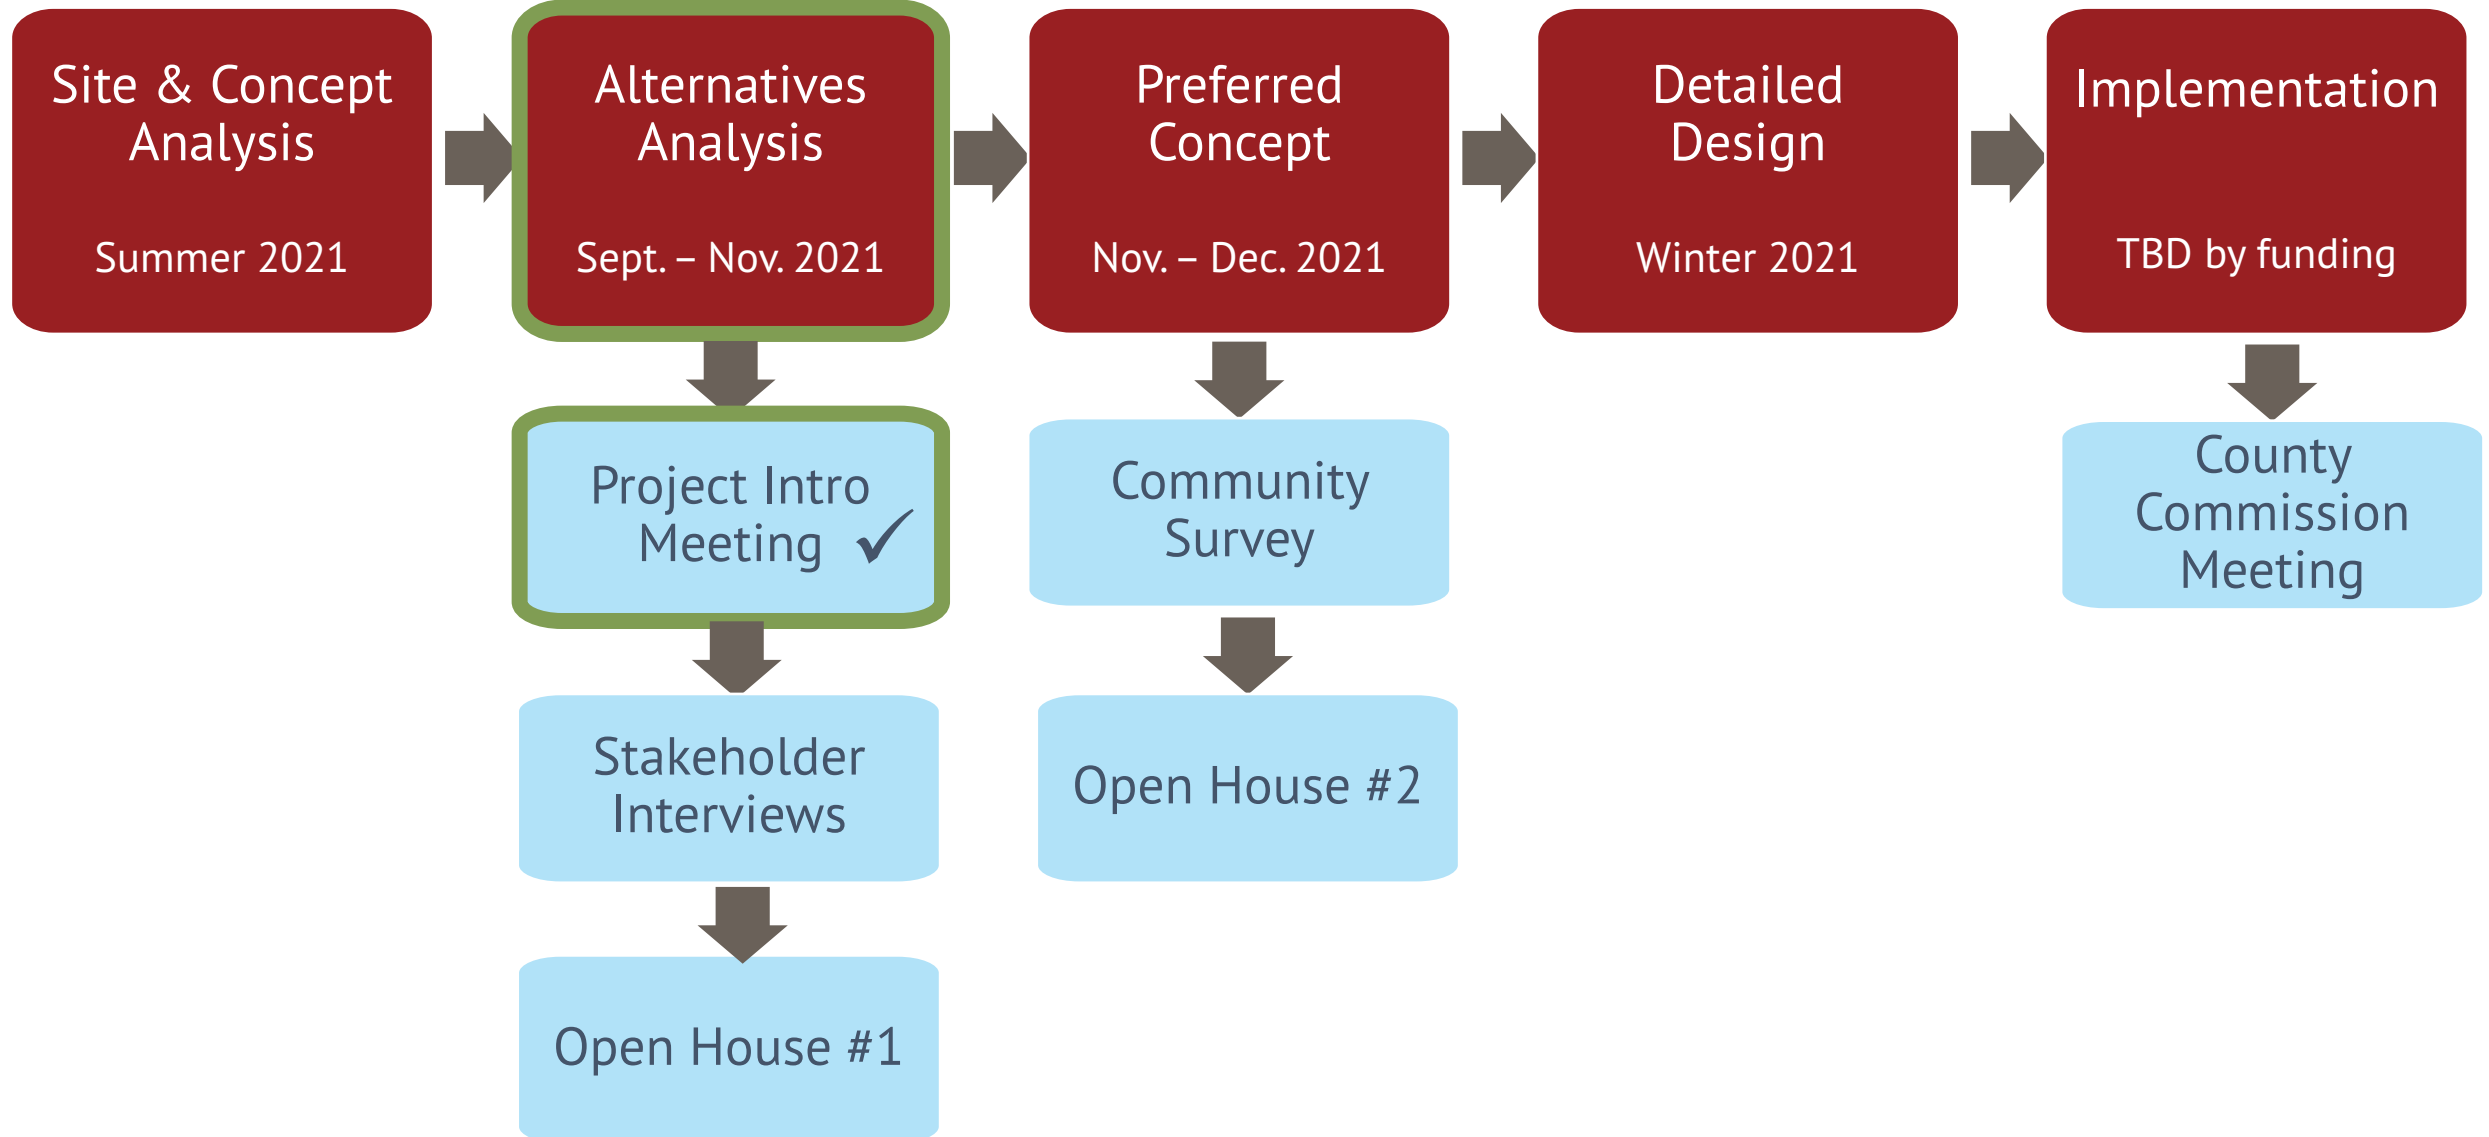 Site & Concept
Analysis
Summer 2021
Alternatives
Analysis
Sept. – Nov. 2021
Preferred
Concept
Nov. – Dec. 2021
Detailed
Design
Winter 2021
Implementation
TBD by funding
Project Intro
Meeting ✓
Stakeholder
Interviews
Open House #1
Community
Survey
Open House #2
County
Commission
Meeting